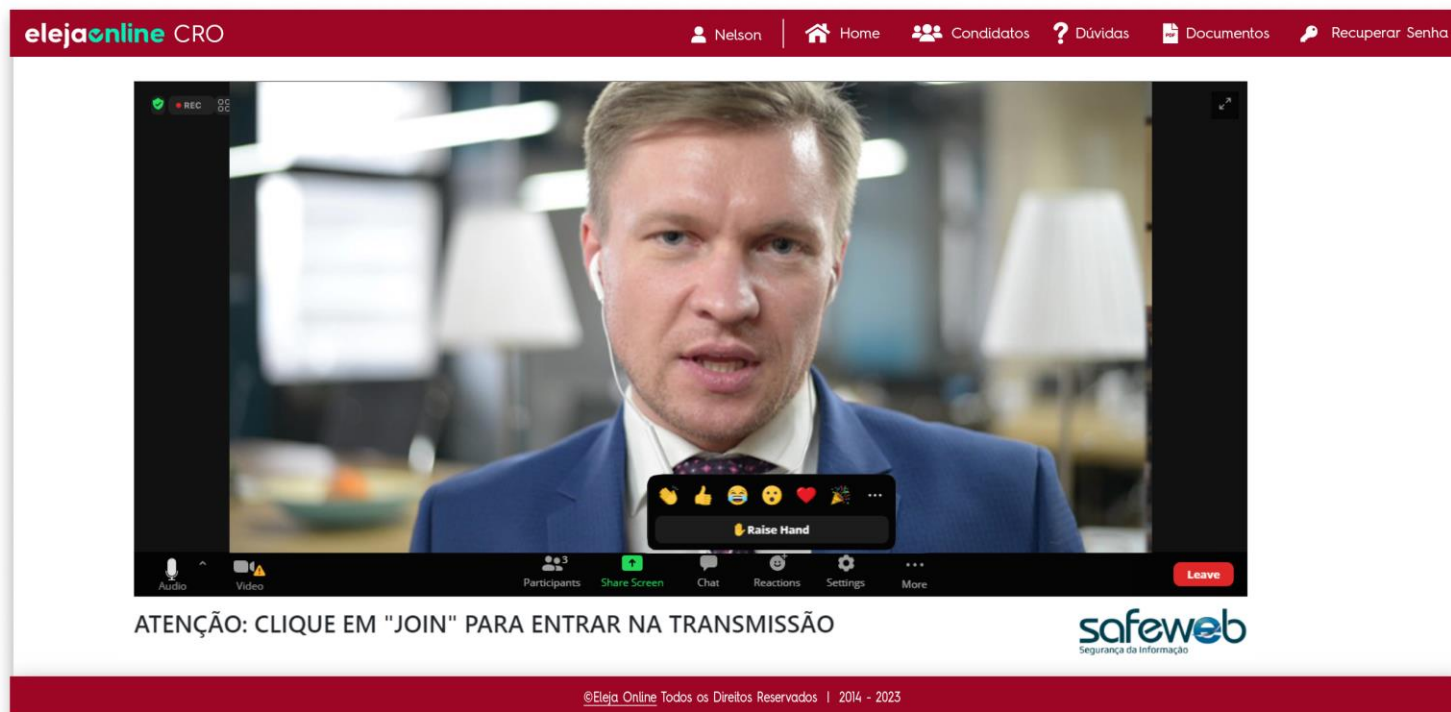 elejaonline CRO
Nelson
Home
Candidatos
Dúvidas
Documentos
Recuperar Senha
REC
✋Raise Hand
Audio
Video
3
Participants
Share Screen
Chat
Reactions
Settings
More
Leave
ATENÇÃO: CLIQUE EM "JOIN" PARA ENTRAR NA TRANSMISSÃO
safeweb
Segurança da Informação
©Eleja Online Todos os Direitos Reservados | 2014 - 2023